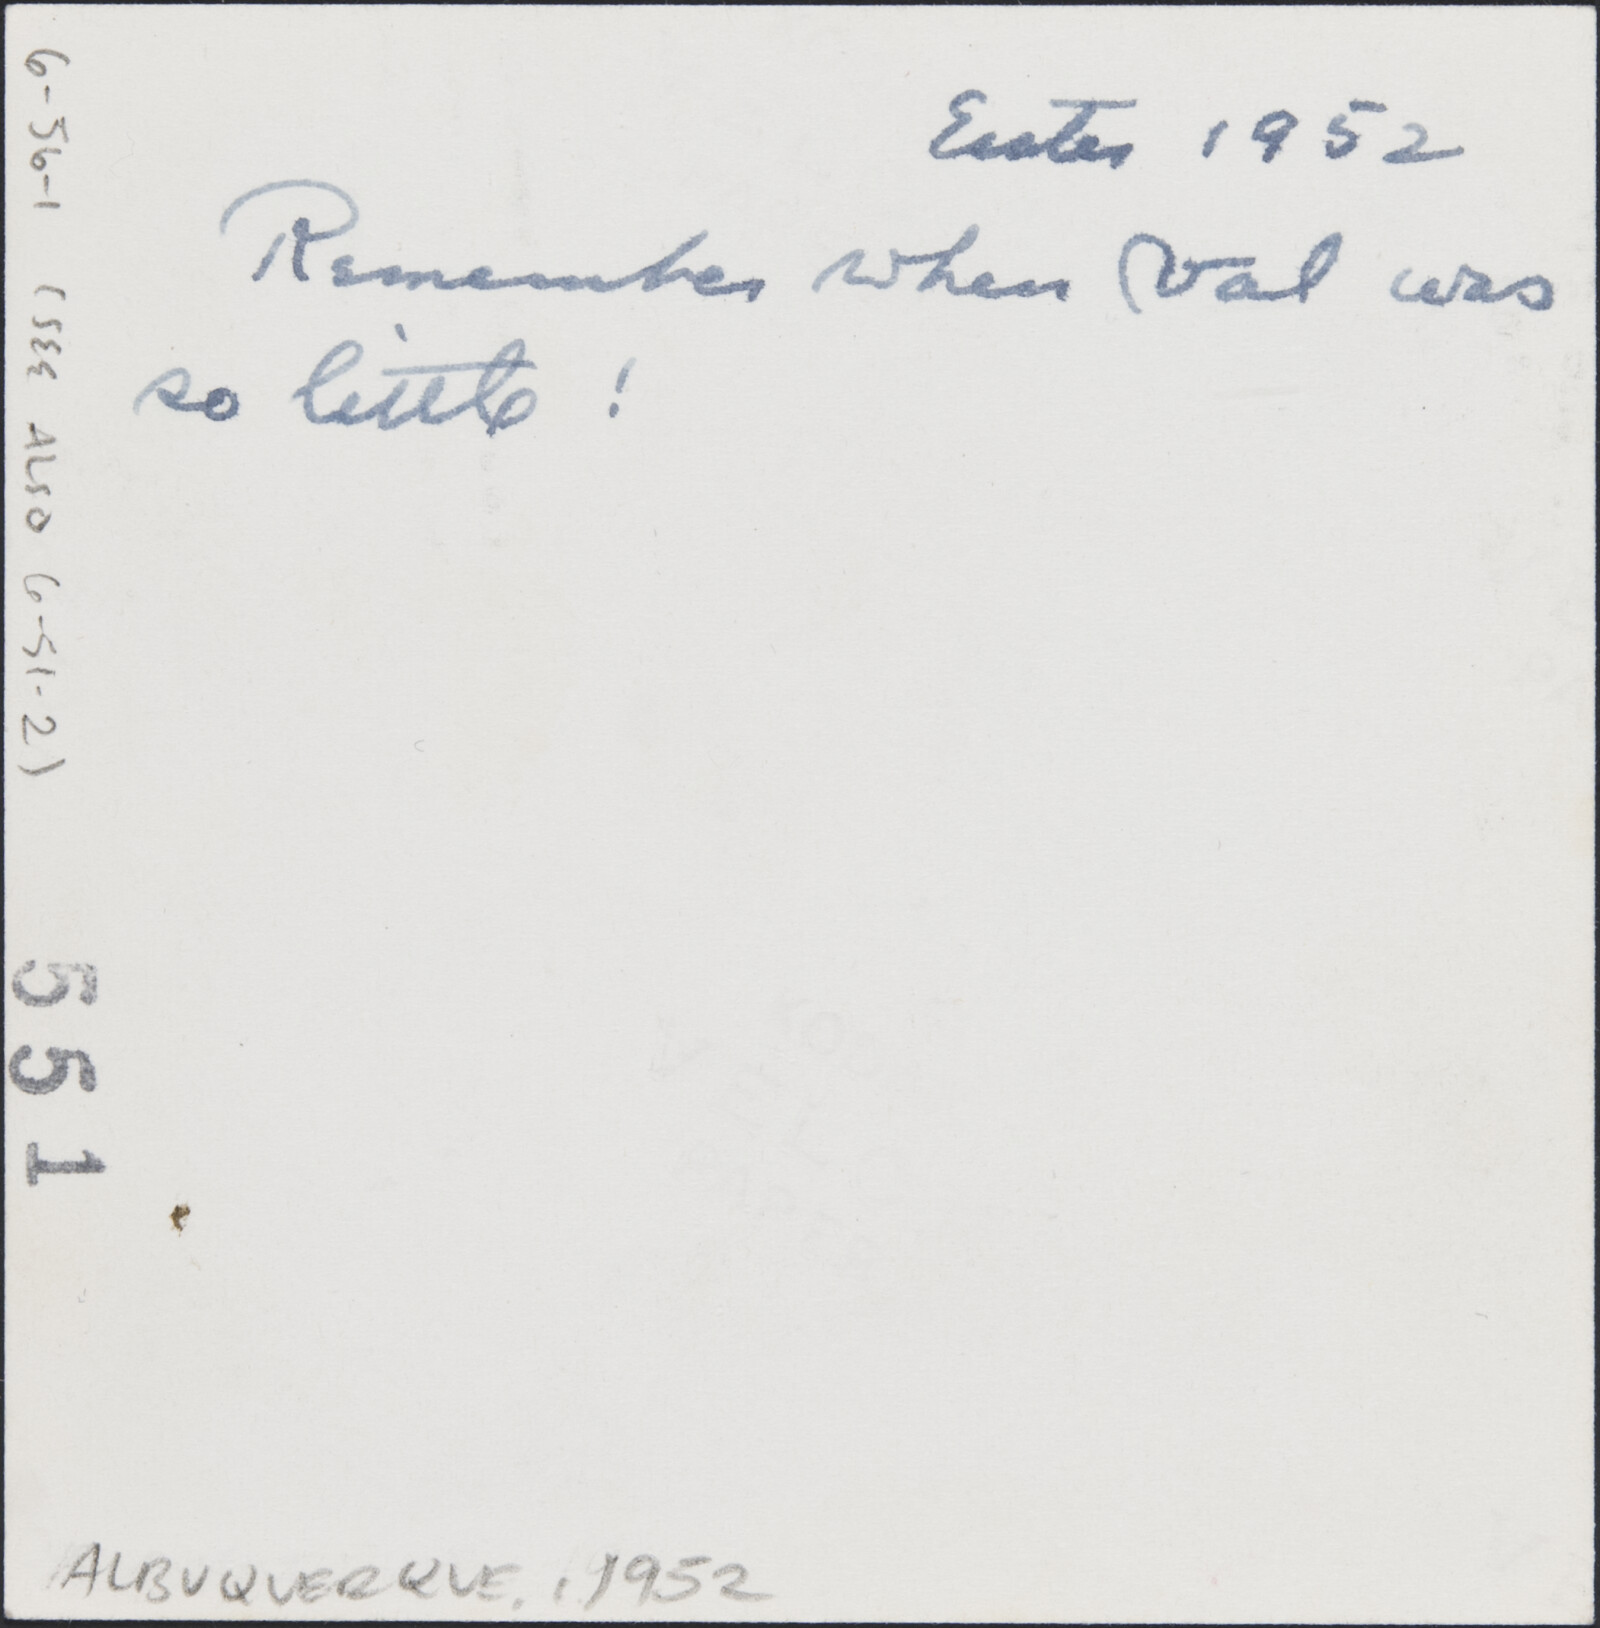 Easter 1952
Remember when Val was
so little!
6-56-1 (SEE ALSO 6-51-2)
551
ALBUQUERQUE, 1952